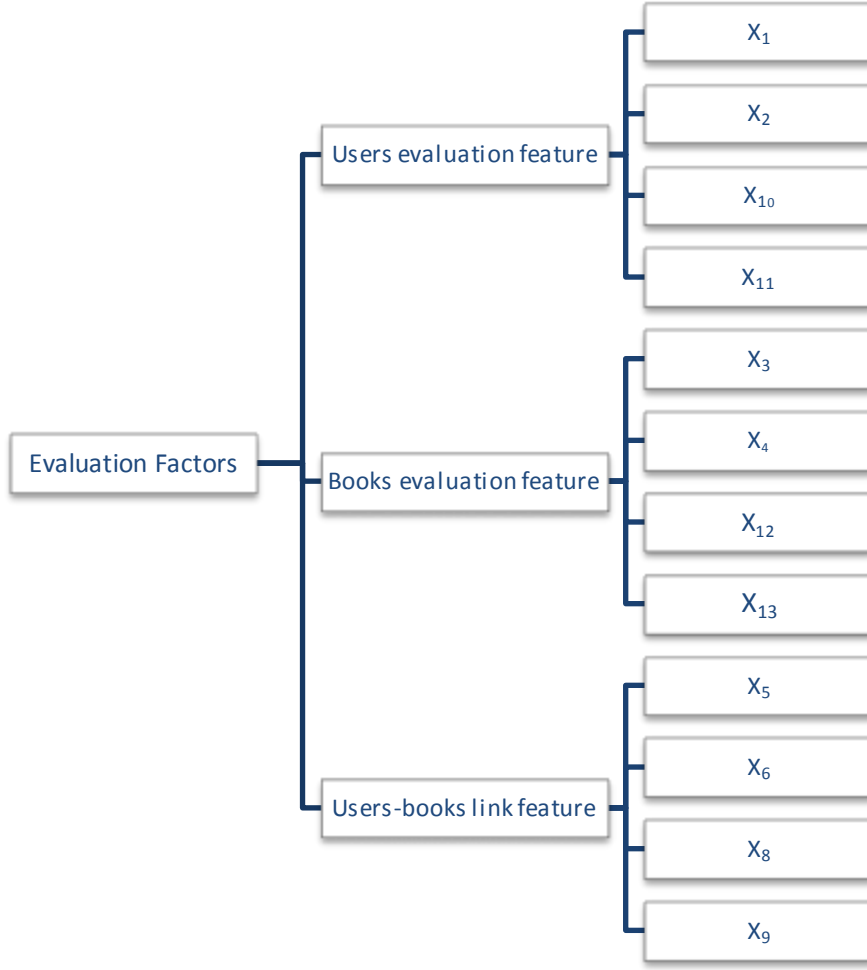 Evaluation Factors
Users evaluation feature
X₁
X₂
X₁₀
X₁₁
Books evaluation feature
X₃
X₄
X₁₂
X₁₃
Users-books link feature
X₅
X₆
X₈
X₉